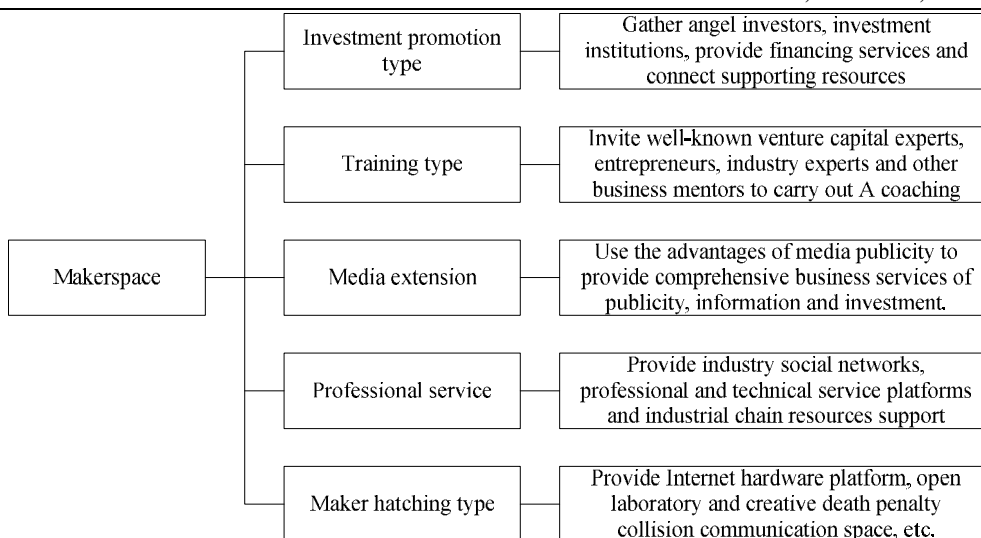 Investment promotion
type
Gather angel investors, investment
institutions, provide financing services and
connect supporting resources
Training type
Invite well-known venture capital experts,
entrepreneurs, industry experts and other
business mentors to carry out A coaching
Makerspace
Media extension
Use the advantages of media publicity to
provide comprehensive business services of
publicity, information and investment.
Professional service
Provide industry social networks,
professional and technical service platforms
and industrial chain resources support
Maker hatching type
Provide Internet hardware platform, open
laboratory and creative death penalty
collision communication space, etc.